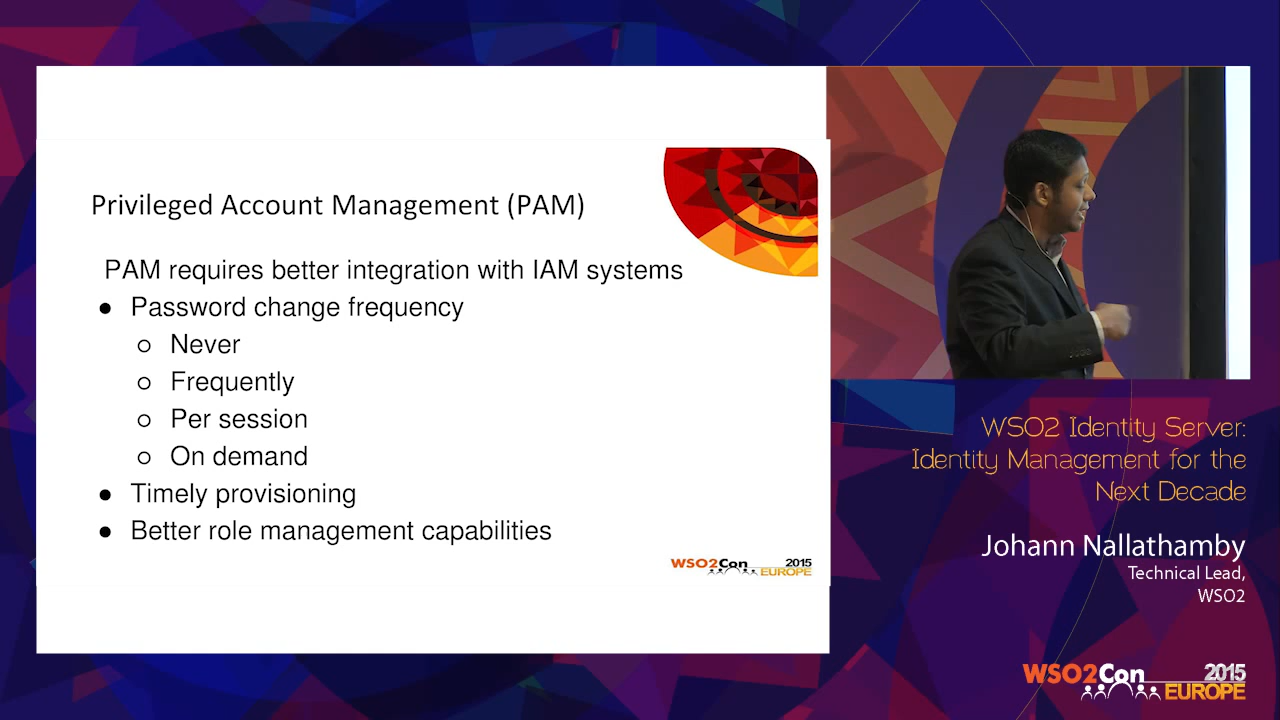 Privileged Account Management (PAM)
PAM requires better integration with IAM systems
● Password change frequency
○ Never
○ Frequently
○ Per session
○ On demand
● Timely provisioning
● Better role management capabilities
WSO2Con 2015
EUROPE
WSO2 Identity Server:
Identity Management for the
Next Decade
Johann Nallathamby
Technical Lead,
WSO2
WSO2Con 2015
EUROPE